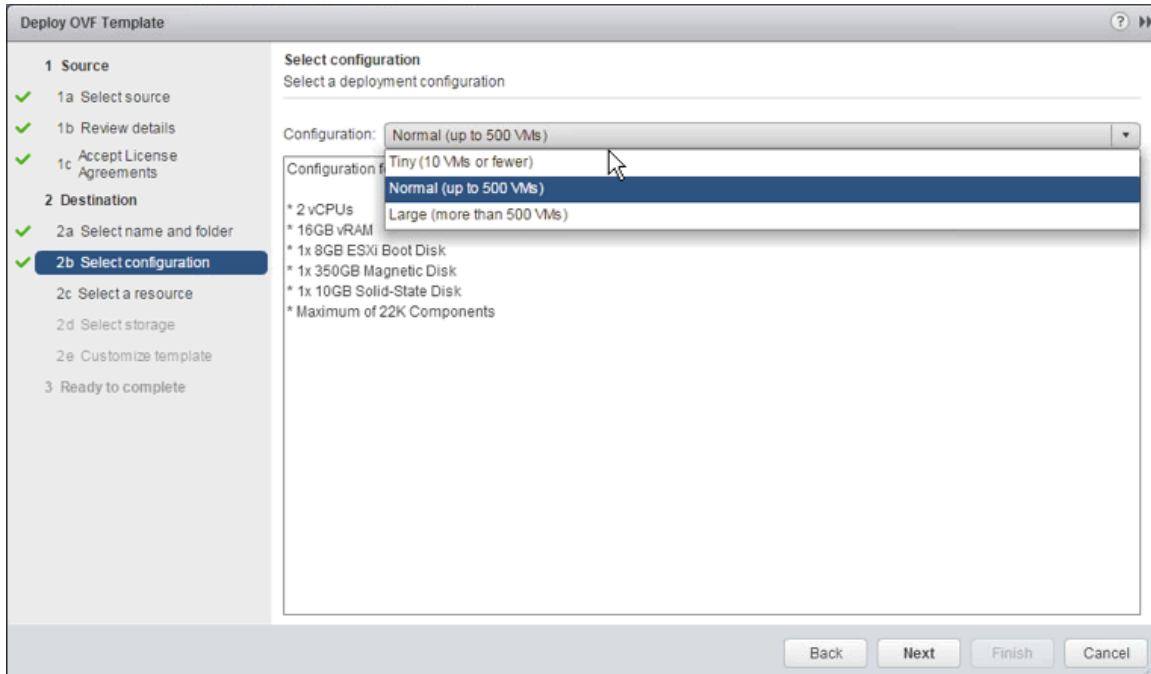 Deploy OVF Template
1 Source
1a Select source
1b Review details
1c Accept License
Agreements
2 Destination
2a Select name and folder
2b Select configuration
2c Select a resource
2d Select storage
2e Customize template
3 Ready to complete
Select configuration
Select a deployment configuration
Configuration: Normal (up to 500 VMs)
Tiny (10 VMs or fewer)
Normal (up to 500 VMs)
Large (more than 500 VMs)
Configuration
* 2 vCPUs
* 16GB vRAM
* 1x 8GB ESXi Boot Disk
* 1x 350GB Magnetic Disk
* 1x 10GB Solid-State Disk
* Maximum of 22K Components
Back Next Finish Cancel